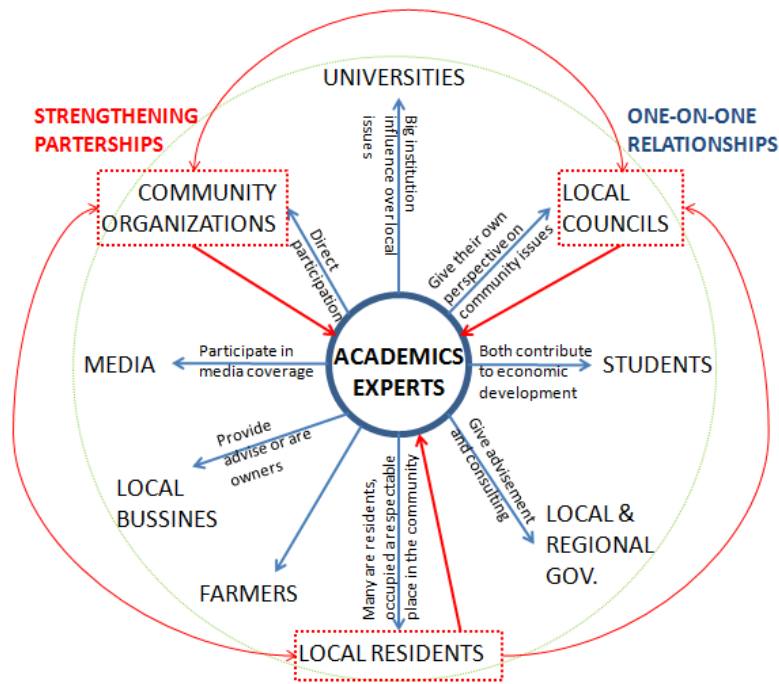 UNIVERSITIES
STRENGTHENING
PARTERSHIPS
ONE-ON-ONE
RELATIONSHIPS
Big institution
influence over local
issues
COMMUNITY
ORGANIZATIONS
LOCAL
COUNCILS
Direct
participation
Give their own
perspective on
community issues
MEDIA
Participate in
media coverage
ACADEMICS
EXPERTS
Both contribute
to economic
development
STUDENTS
Provide
advise or are
owners
LOCAL
BUSSINES
Give advisement
and consulting
LOCAL &
REGIONAL
GOV.
FARMERS
Many are residents,
occupied are spectable
place in the community
LOCAL RESIDENTS